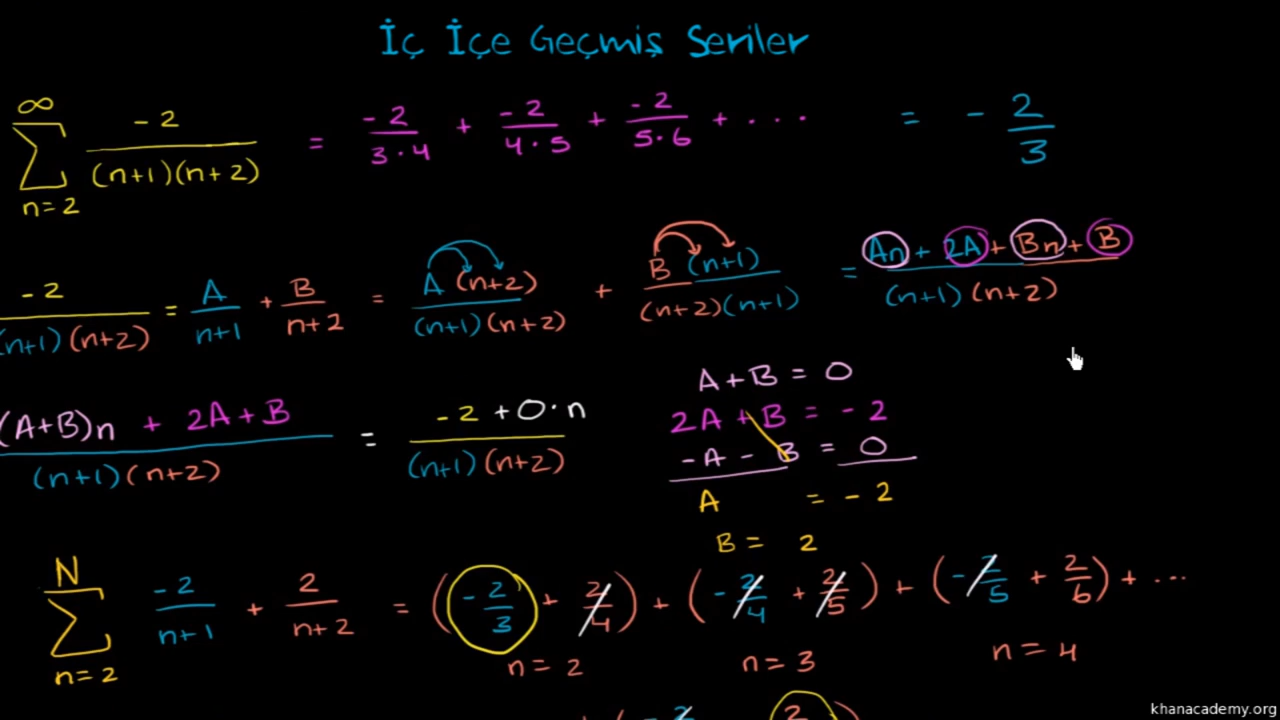 İç İçe Geçmiş Seriler
∞ ∑ n=2 -2/((n+1)(n+2)) = -2/(3·4) + -2/(4·5) + -2/(5·6) + ···· = -2/3
-2/((n+1)(n+2)) = A/(n+1) + B/(n+2) = A(n+2)/((n+1)(n+2)) + B(n+1)/((n+2)(n+1)) = (An + 2A + Bn + B)/((n+1)(n+2))
((A+B)n + 2A+B)/((n+1)(n+2)) = (-2 + 0·n)/((n+1)(n+2))
A+B = 0
2A + B = -2
-A - B = 0
A = -2
B = 2
N ∑ n=2 -2/(n+1) + 2/(n+2) = (-2/3 + 2/4) + (-2/4 + 2/5) + (-2/5 + 2/6) + ...
n=2 n=3 n=4
khanacademy.org